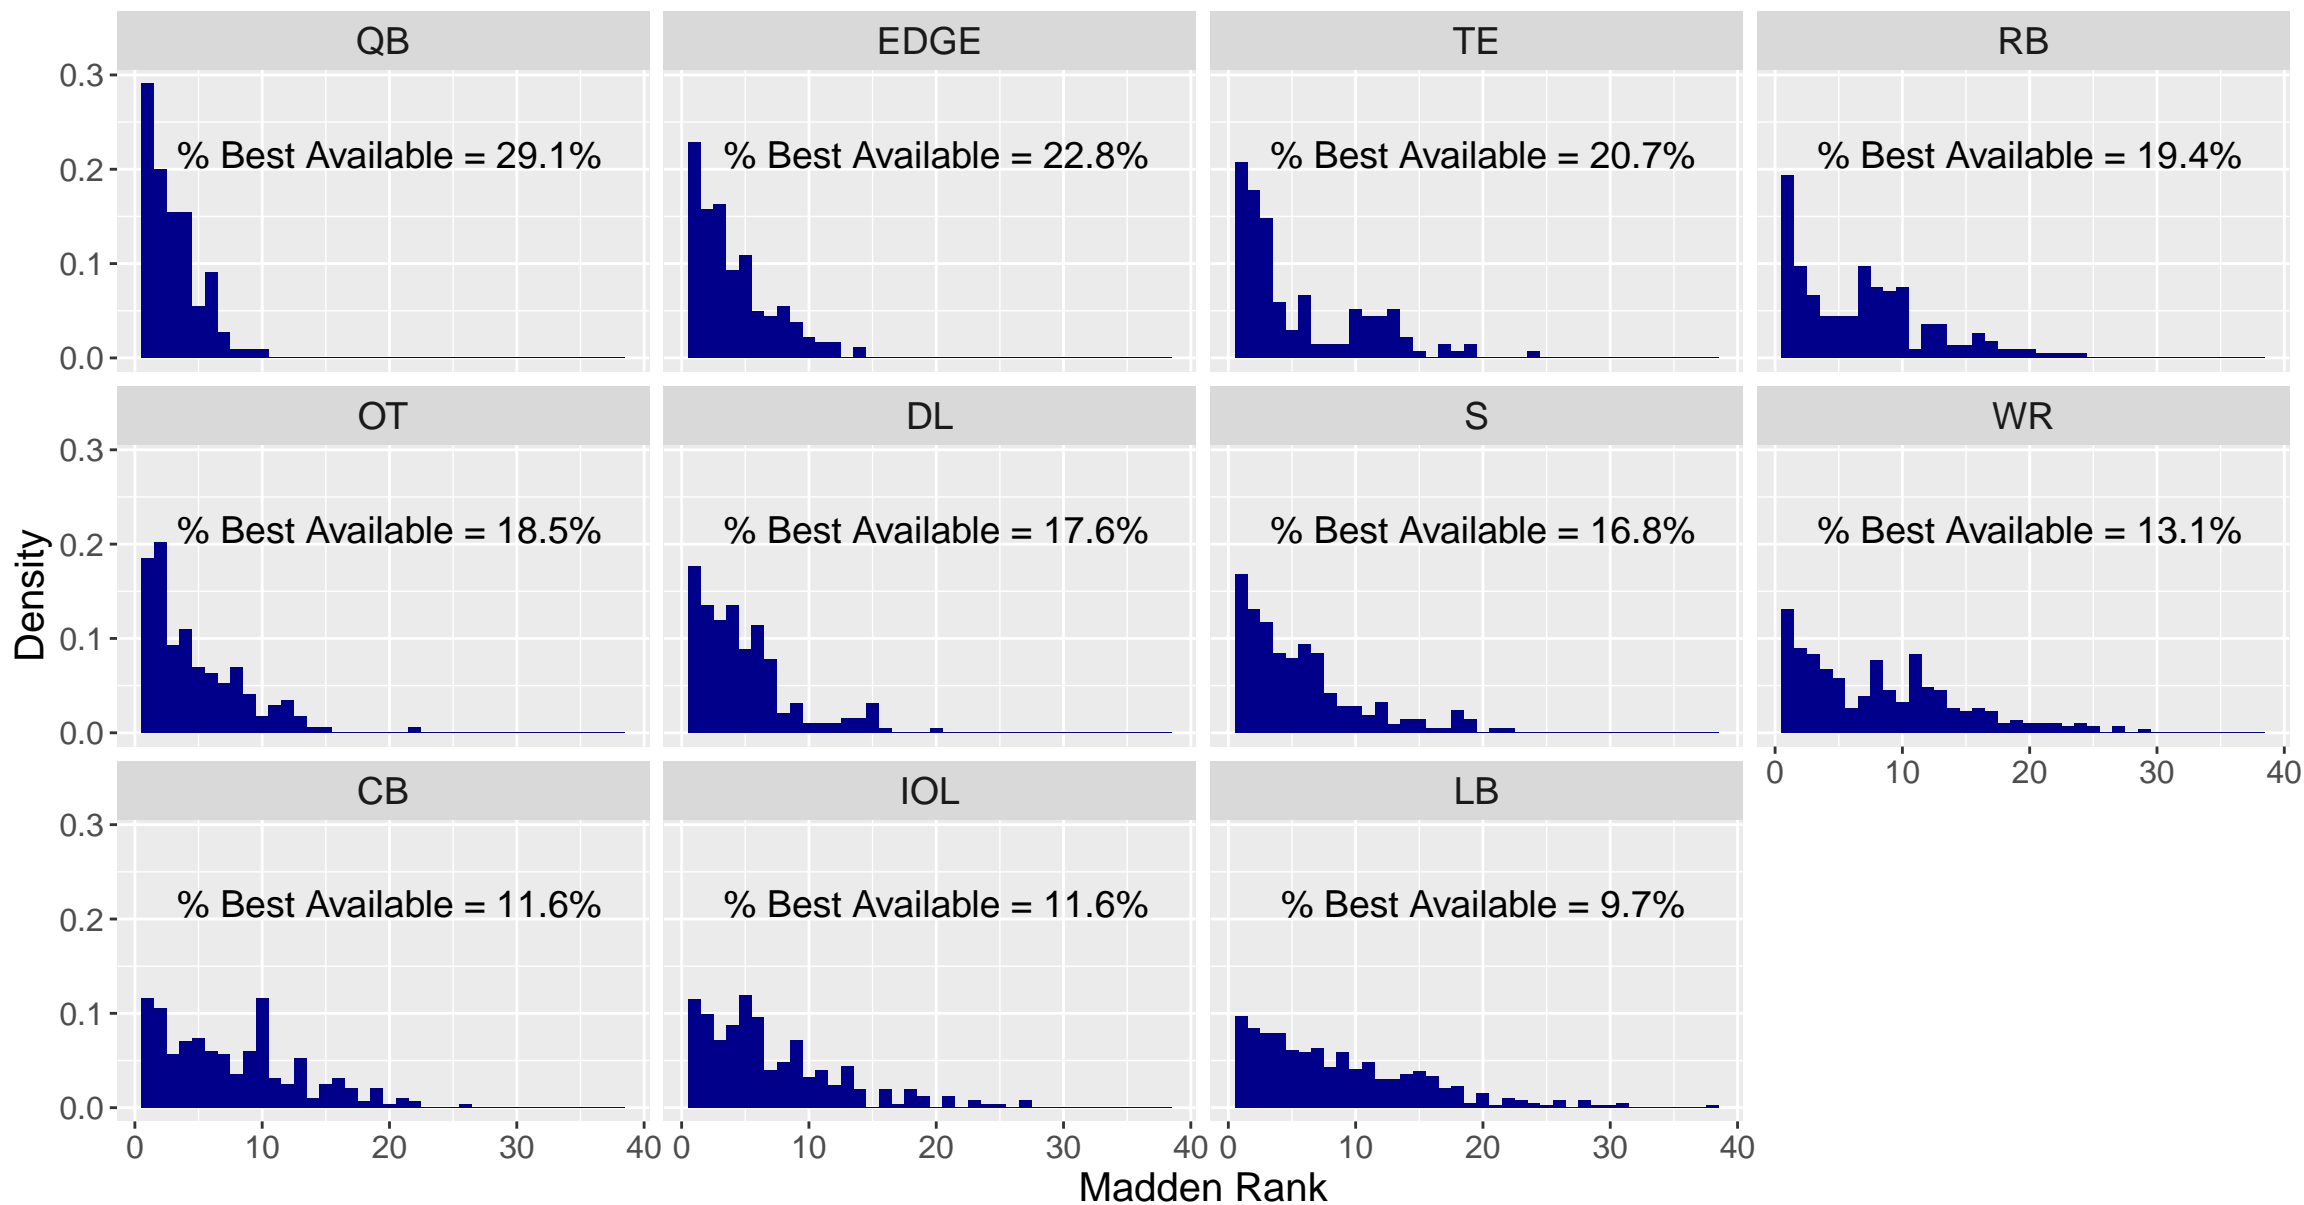 QB
EDGE
TE
RB
0.3
0.2
0.1
0.0
% Best Available = 29.1%
% Best Available = 22.8%
% Best Available = 20.7%
% Best Available = 19.4%
OT
DL
S
WR
0.3
0.2
0.1
0.0
% Best Available = 18.5%
% Best Available = 17.6%
% Best Available = 16.8%
% Best Available = 13.1%
0 10 20 30 40
Density
CB
IOL
LB
0.3
0.2
0.1
0.0
% Best Available = 11.6%
% Best Available = 11.6%
% Best Available = 9.7%
0 10 20 30 40
0 10 20 30 40
0 10 20 30 40
Madden Rank